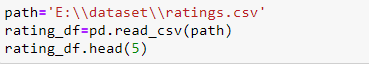 path='E:\\dataset\\ratings.csv'
rating_df=pd.read_csv(path)
rating_df.head(5)